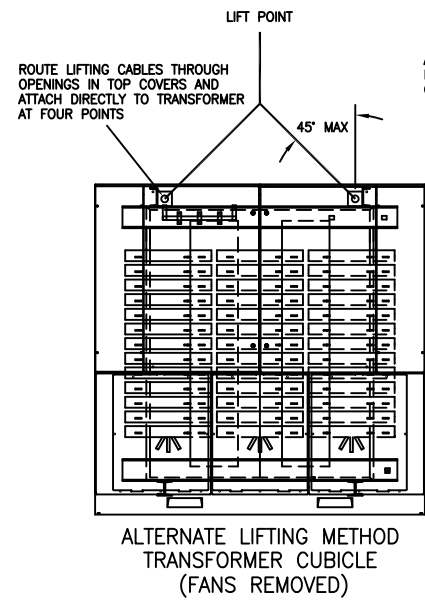 LIFT POINT
ROUTE LIFTING CABLES THROUGH
OPENINGS IN TOP COVERS AND
ATTACH DIRECTLY TO TRANSFORMER
AT FOUR POINTS
45° MAX
ALTERNATE LIFTING METHOD
TRANSFORMER CUBICLE
(FANS REMOVED)